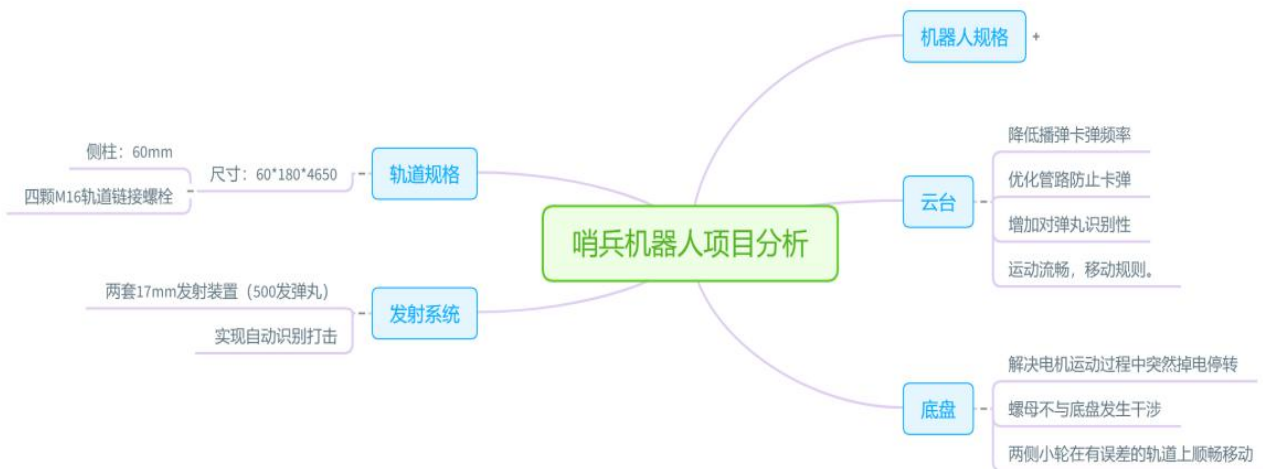 哨兵机器人项目分析
机器人规格
云台
降低播弹卡弹频率
优化管路防止卡弹
增加对弹丸识别性
运动流畅，移动规则。
底盘
解决电机运动过程中突然掉电停转
螺母不与底盘发生干涉
两侧小轮在有误差的轨道上顺畅移动
轨道规格
尺寸：60*180*4650
侧柱：60mm
四颗M16轨道链接螺栓
发射系统
两套17mm发射装置（500发弹丸）
实现自动识别打击